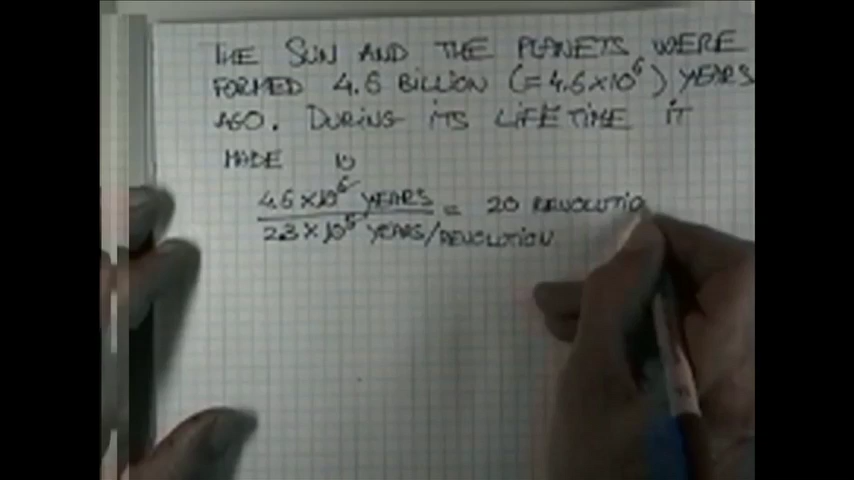 THE SUN AND THE PLANETS WERE
FORMED 4.6 BILLION (=4.6×10⁶) YEARS
AGO. DURING ITS LIFETIME IT
MADE
4.6×10⁶ YEARS = 20 REVOLUTIO
2.3×10⁵ YEARS/REVOLUTION